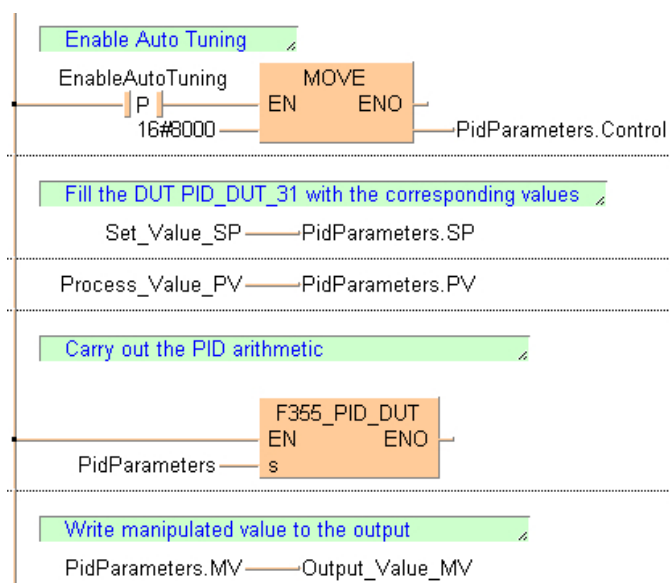 Enable Auto Tuning
EnableAutoTuning MOVE
P EN ENO
16#8000 PidParameters.Control
Fill the DUT PID_DUT_31 with the corresponding values
Set_Value_SP PidParameters.SP
Process_Value_PV PidParameters.PV
Carry out the PID arithmetic
F355_PID_DUT
EN ENO
PidParameters s
Write manipulated value to the output
PidParameters.MV Output_Value_MV